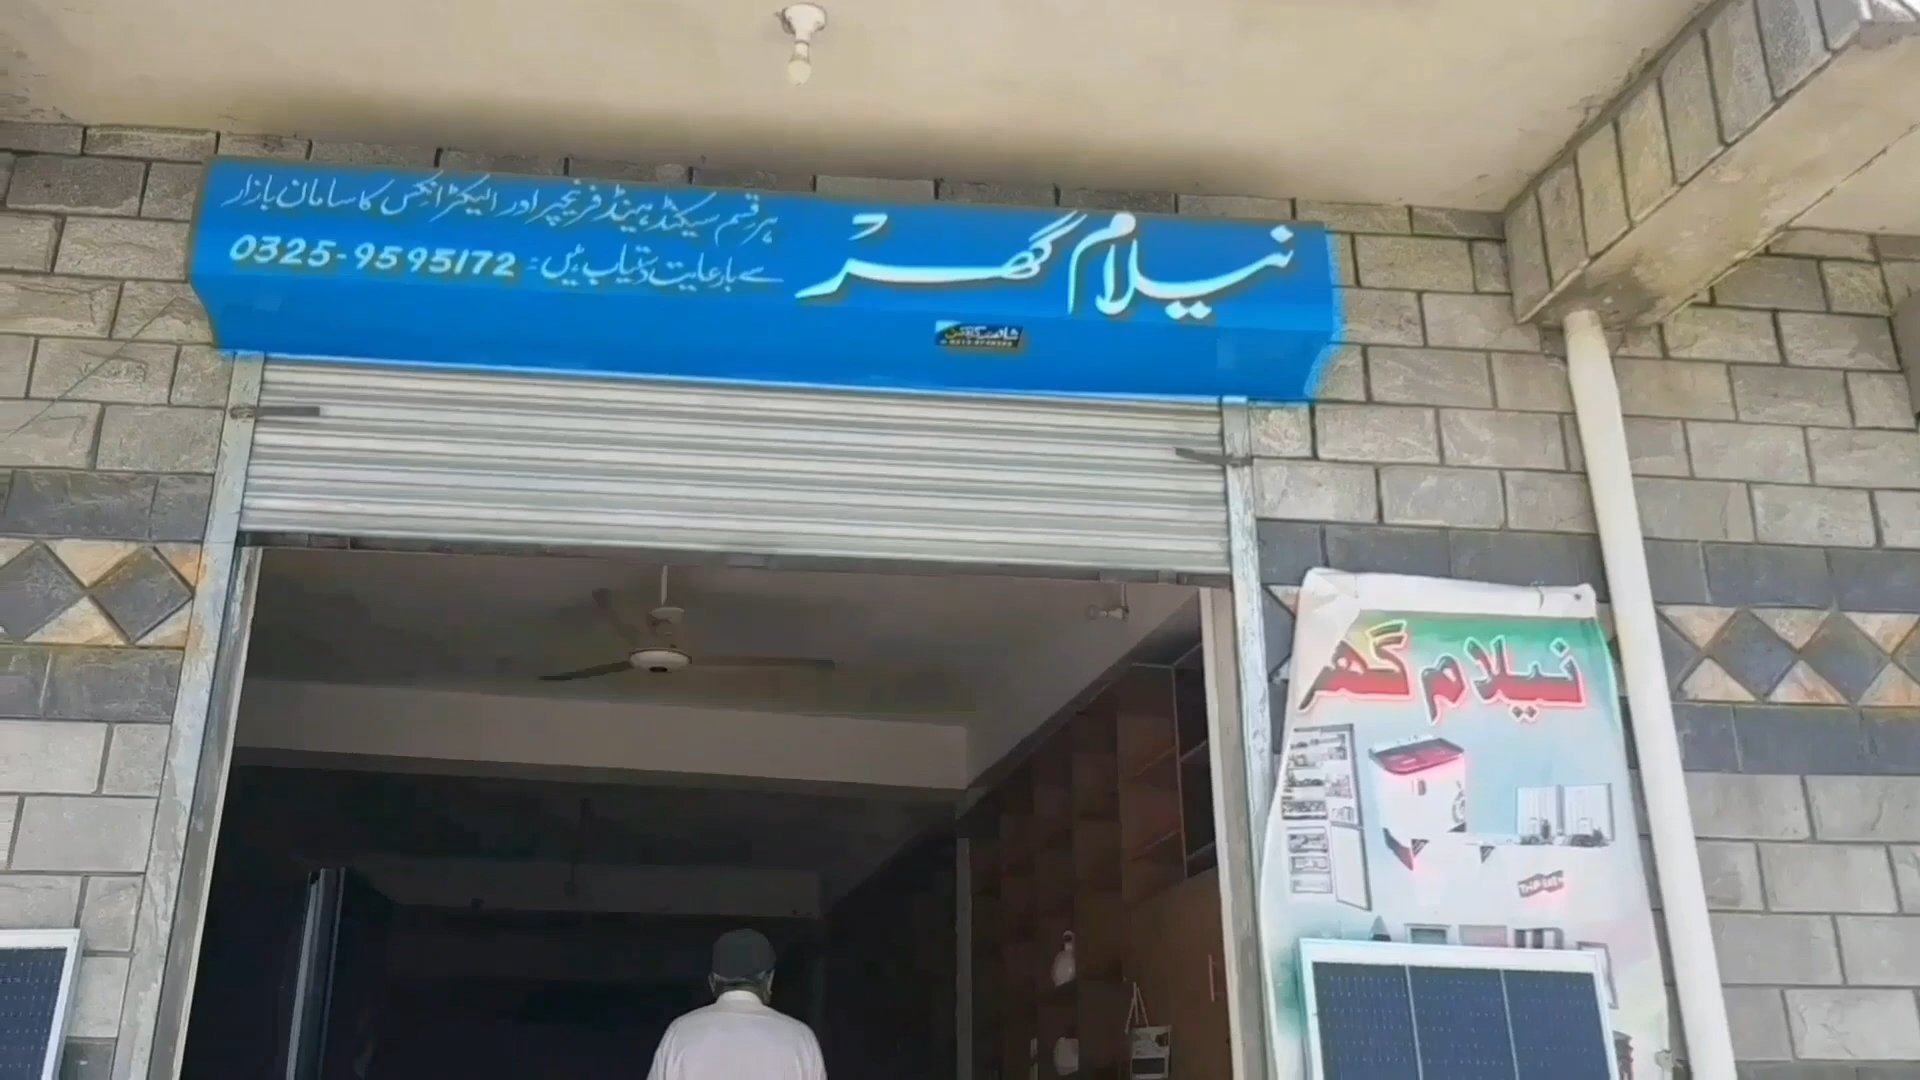 نیلام گھر
ہر قسم سیکنڈ ہینڈ فرنیچر اور الیکٹرانکس کا سامان بازار
سے بارعایت دستیاب ہیں = 0325-9595172
نیلام گھر